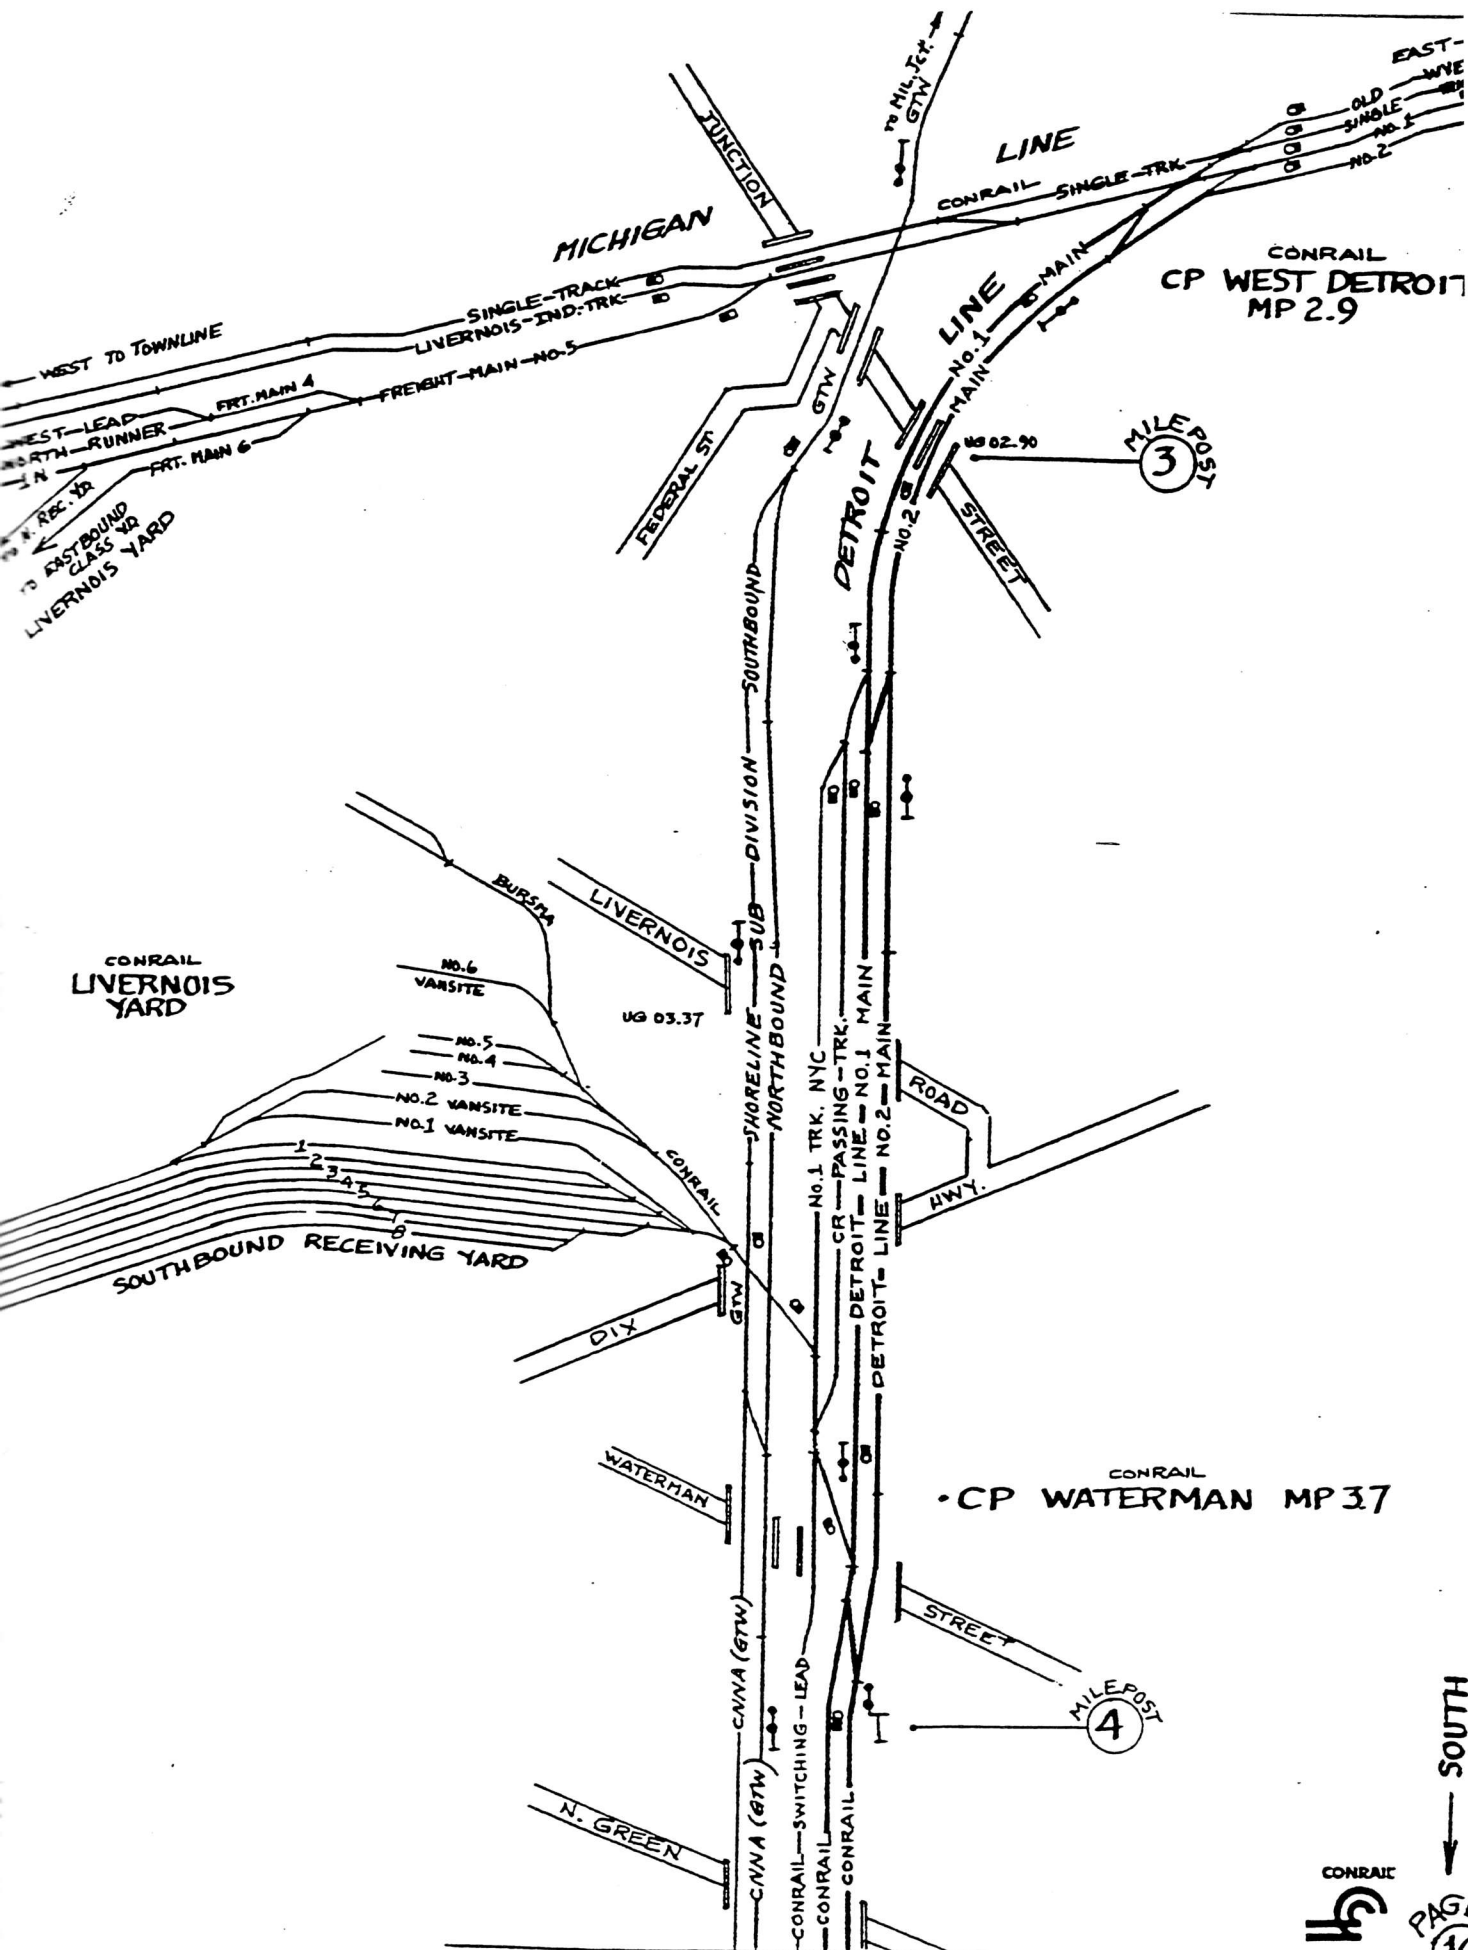 TO MIL. JCT.
GTW
EAST-
WYE
OLD
SINGLE
NO.1
NO.2
JUNCTION
LINE
CONRAIL SINGLE-TRK
MICHIGAN
CONRAIL
CP WEST DETROIT
MP 2.9
SINGLE-TRACK
LIVERNOIS-IND-TRK
WEST TO TOWNLINE
FREIGHT-MAIN-NO.5
FRT. MAIN 4
FRT. MAIN 6
WEST-LEAD
NORTH-RUNNER
N. REC. YD
TO EASTBOUND
CLASS YD
LIVERNOIS YARD
FEDERAL ST.
GTW
DETROIT LINE
NO.1 MAIN
NO.2 MAIN
UG 02.90
MILEPOST
3
STREET
SHORELINE SUB DIVISION SOUTHBOUND
NORTHBOUND
BURSMA
LIVERNOIS
CONRAIL
LIVERNOIS
YARD
NO.6
VANSITE
UG 03.37
NO.5
NO.4
NO.3
NO.2 VANSITE
NO.1 VANSITE
1
2
3
4
5
6
7
8
CONRAIL
SOUTHBOUND RECEIVING YARD
GTW
DIX
NO.1 TRK. NYC
CR-PASSING-TRK.
DETROIT-LINE-NO.1 MAIN
DETROIT-LINE-NO.2-MAIN
ROAD
HWY.
WATERMAN
CONRAIL
CP WATERMAN MP 3.7
STREET
MILEPOST
4
CNNA (GTW)
CNNA (GTW)
CONRAIL-SWITCHING-LEAD
CONRAIL
CONRAIL
N. GREEN
SOUTH
CONRAIL